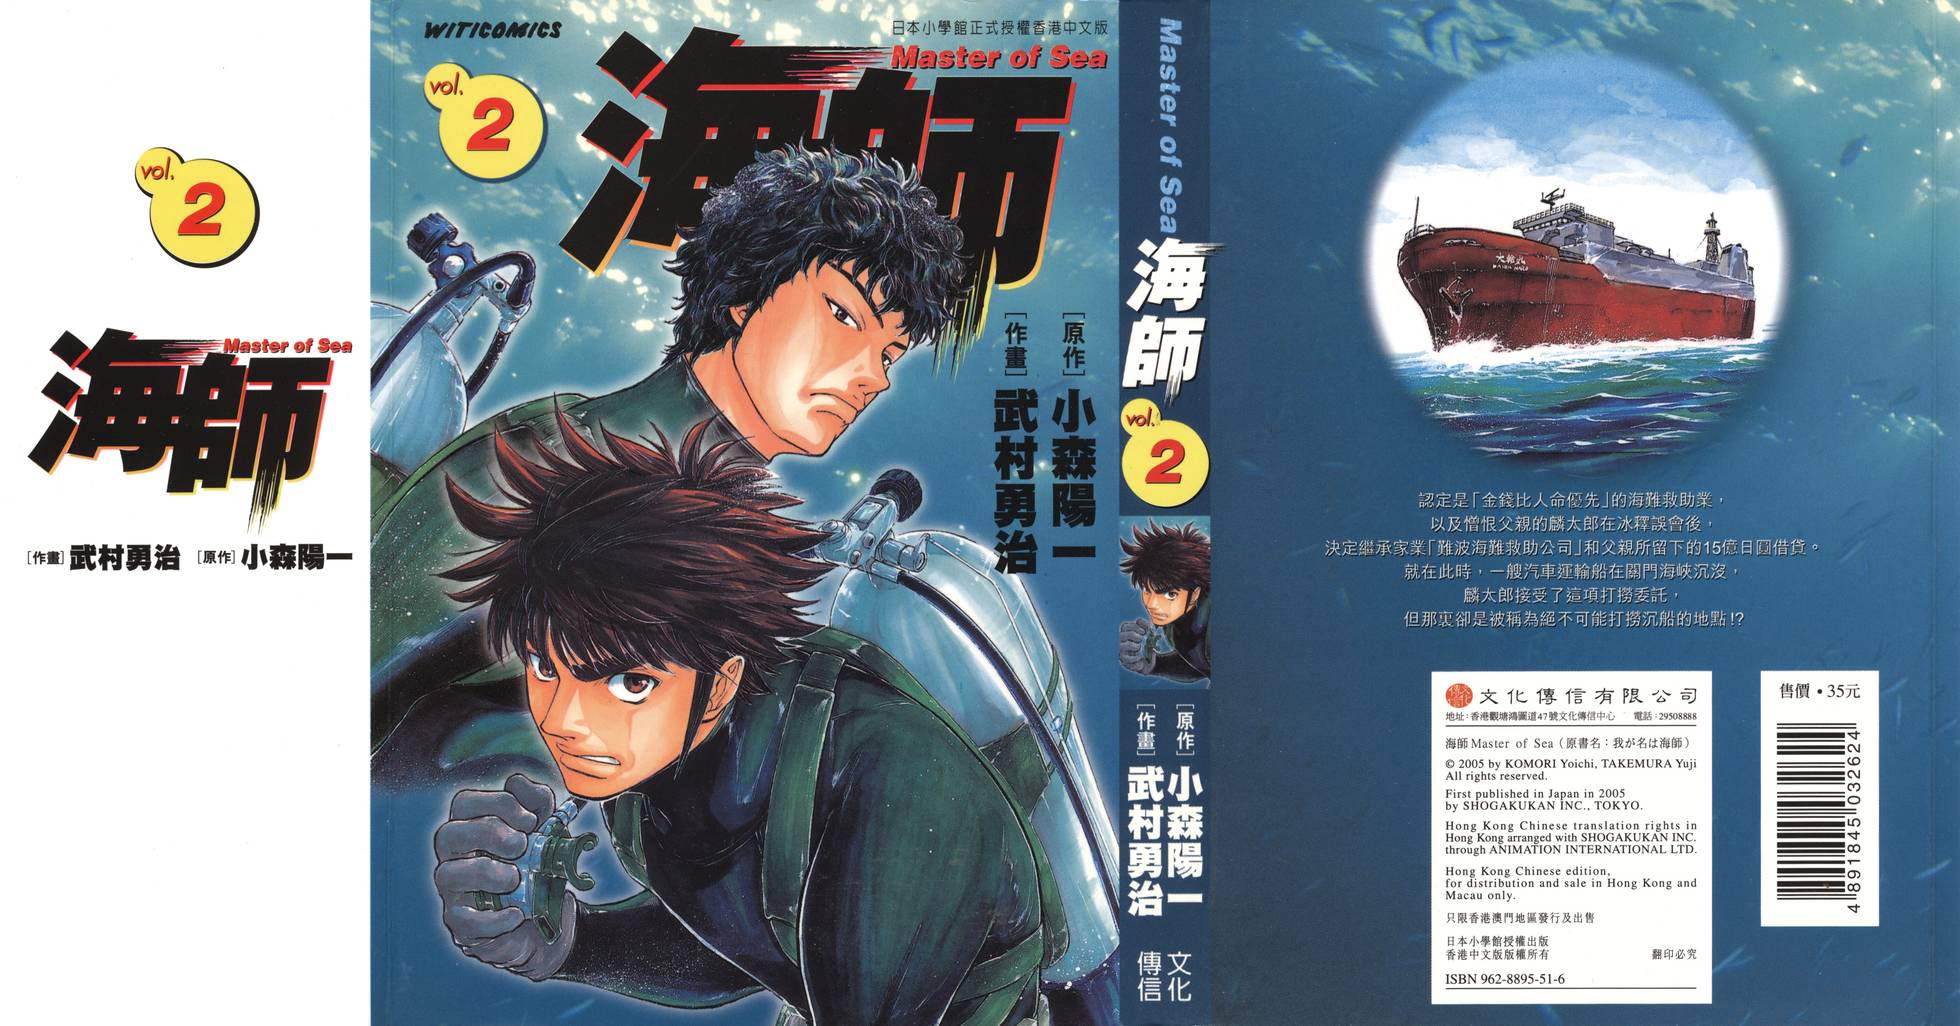 vol.
2
Master of Sea
海師
[作畫] 武村勇治 [原作] 小森陽一
WITICOMICS
日本小學館正式授權香港中文版
Master of Sea
vol.
2
海師
[原作] 小森陽一
[作畫] 武村勇治
Master of Sea
海師
vol.
2
[原作] 小森陽一
[作畫] 武村勇治
文化
傳信
認定是「金錢比人命優先」的海難救助業，
以及憎恨父親的麟太郎在冰釋誤會後，
決定繼承家業「難波海難救助公司」和父親所留下的15億日圓借貸。
就在此時，一艘汽車運輸船在關門海峽沉沒，
麟太郎接受了這項打撈委託，
但那裏卻是被稱為絕不可能打撈沉船的地點!?
文化傳信有限公司
地址：香港觀塘鴻圖道47號文化傳信中心 電話：29508888
海師 Master of Sea（原書名：我が名は海師）
© 2005 by KOMORI Yoichi, TAKEMURA Yuji
All rights reserved.
First published in Japan in 2005
by SHOGAKUKAN INC., TOKYO.
Hong Kong Chinese translation rights in
Hong Kong arranged with SHOGAKUKAN INC.
through ANIMATION INTERNATIONAL LTD.
Hong Kong Chinese edition,
for distribution and sale in Hong Kong and
Macau only.
只限香港澳門地區發行及出售
日本小學館授權出版
香港中文版版權所有 翻印必究
ISBN 962-8895-51-6
售價・35元
4 891845 032624